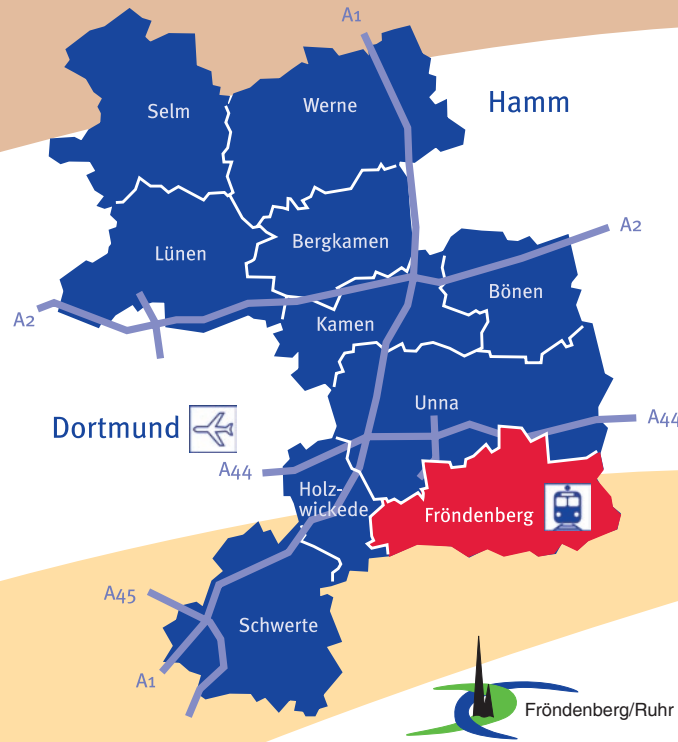 A1
Selm
Werne
Hamm
A2
Lünen
Bergkamen
Bönen
A2
Kamen
Unna
Dortmund
A44
A44
Holz-
wickede
Fröndenberg
A45
Schwerte
A1
Fröndenberg/Ruhr